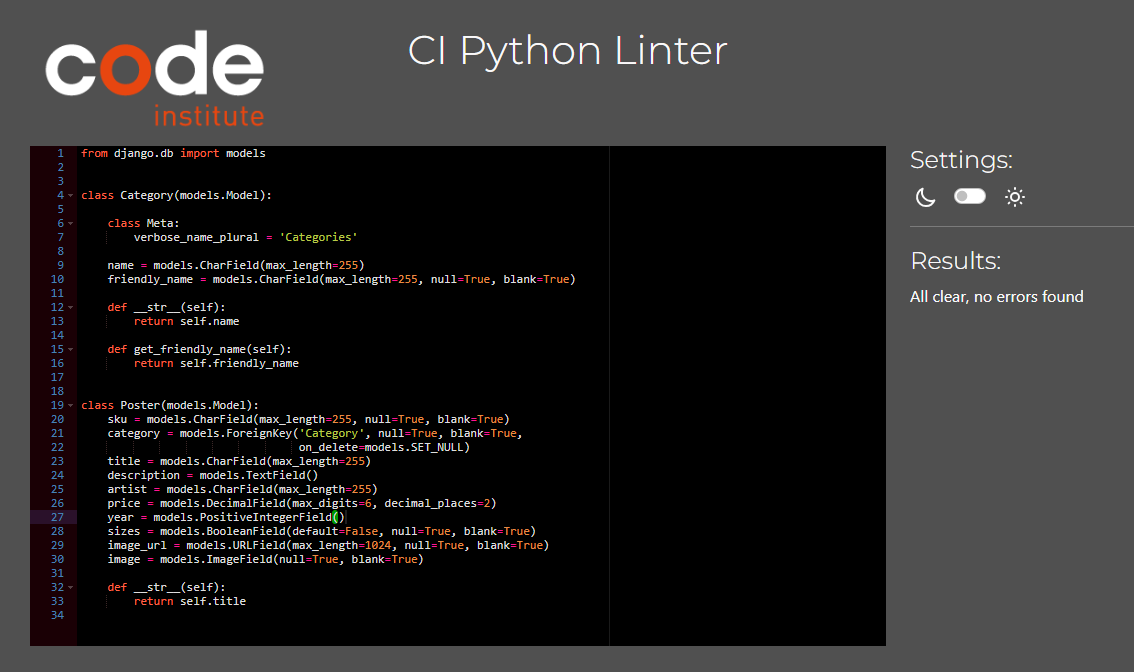 code
institute
CI Python Linter
1 from django.db import models
2
3
4 class Category(models.Model):
5
6     class Meta:
7         verbose_name_plural = 'Categories'
8
9     name = models.CharField(max_length=255)
10     friendly_name = models.CharField(max_length=255, null=True, blank=True)
11
12     def __str__(self):
13         return self.name
14
15     def get_friendly_name(self):
16         return self.friendly_name
17
18
19 class Poster(models.Model):
20     sku = models.CharField(max_length=255, null=True, blank=True)
21     category = models.ForeignKey('Category', null=True, blank=True,
22                                  on_delete=models.SET_NULL)
23     title = models.CharField(max_length=255)
24     description = models.TextField()
25     artist = models.CharField(max_length=255)
26     price = models.DecimalField(max_digits=6, decimal_places=2)
27     year = models.PositiveIntegerField()
28     sizes = models.BooleanField(default=False, null=True, blank=True)
29     image_url = models.URLField(max_length=1024, null=True, blank=True)
30     image = models.ImageField(null=True, blank=True)
31
32     def __str__(self):
33         return self.title
34
Settings:
Results:
All clear, no errors found